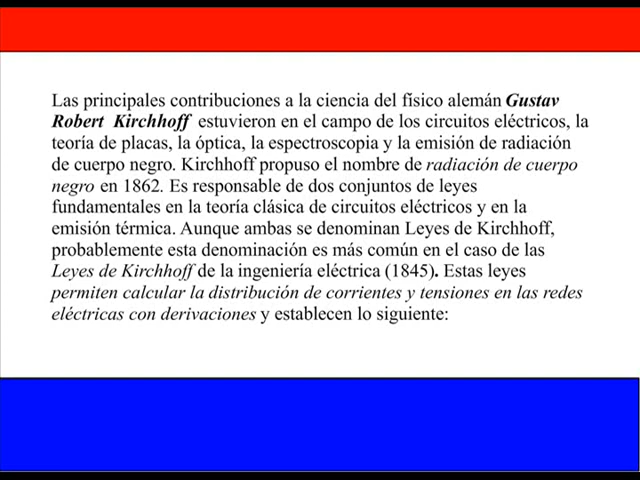 Las principales contribuciones a la ciencia del físico alemán Gustav
Robert Kirchhoff estuvieron en el campo de los circuitos eléctricos, la
teoría de placas, la óptica, la espectroscopia y la emisión de radiación
de cuerpo negro. Kirchhoff propuso el nombre de radiación de cuerpo
negro en 1862. Es responsable de dos conjuntos de leyes
fundamentales en la teoría clásica de circuitos eléctricos y en la
emisión térmica. Aunque ambas se denominan Leyes de Kirchhoff,
probablemente esta denominación es más común en el caso de las
Leyes de Kirchhoff de la ingeniería eléctrica (1845). Estas leyes
permiten calcular la distribución de corrientes y tensiones en las redes
eléctricas con derivaciones y establecen lo siguiente: